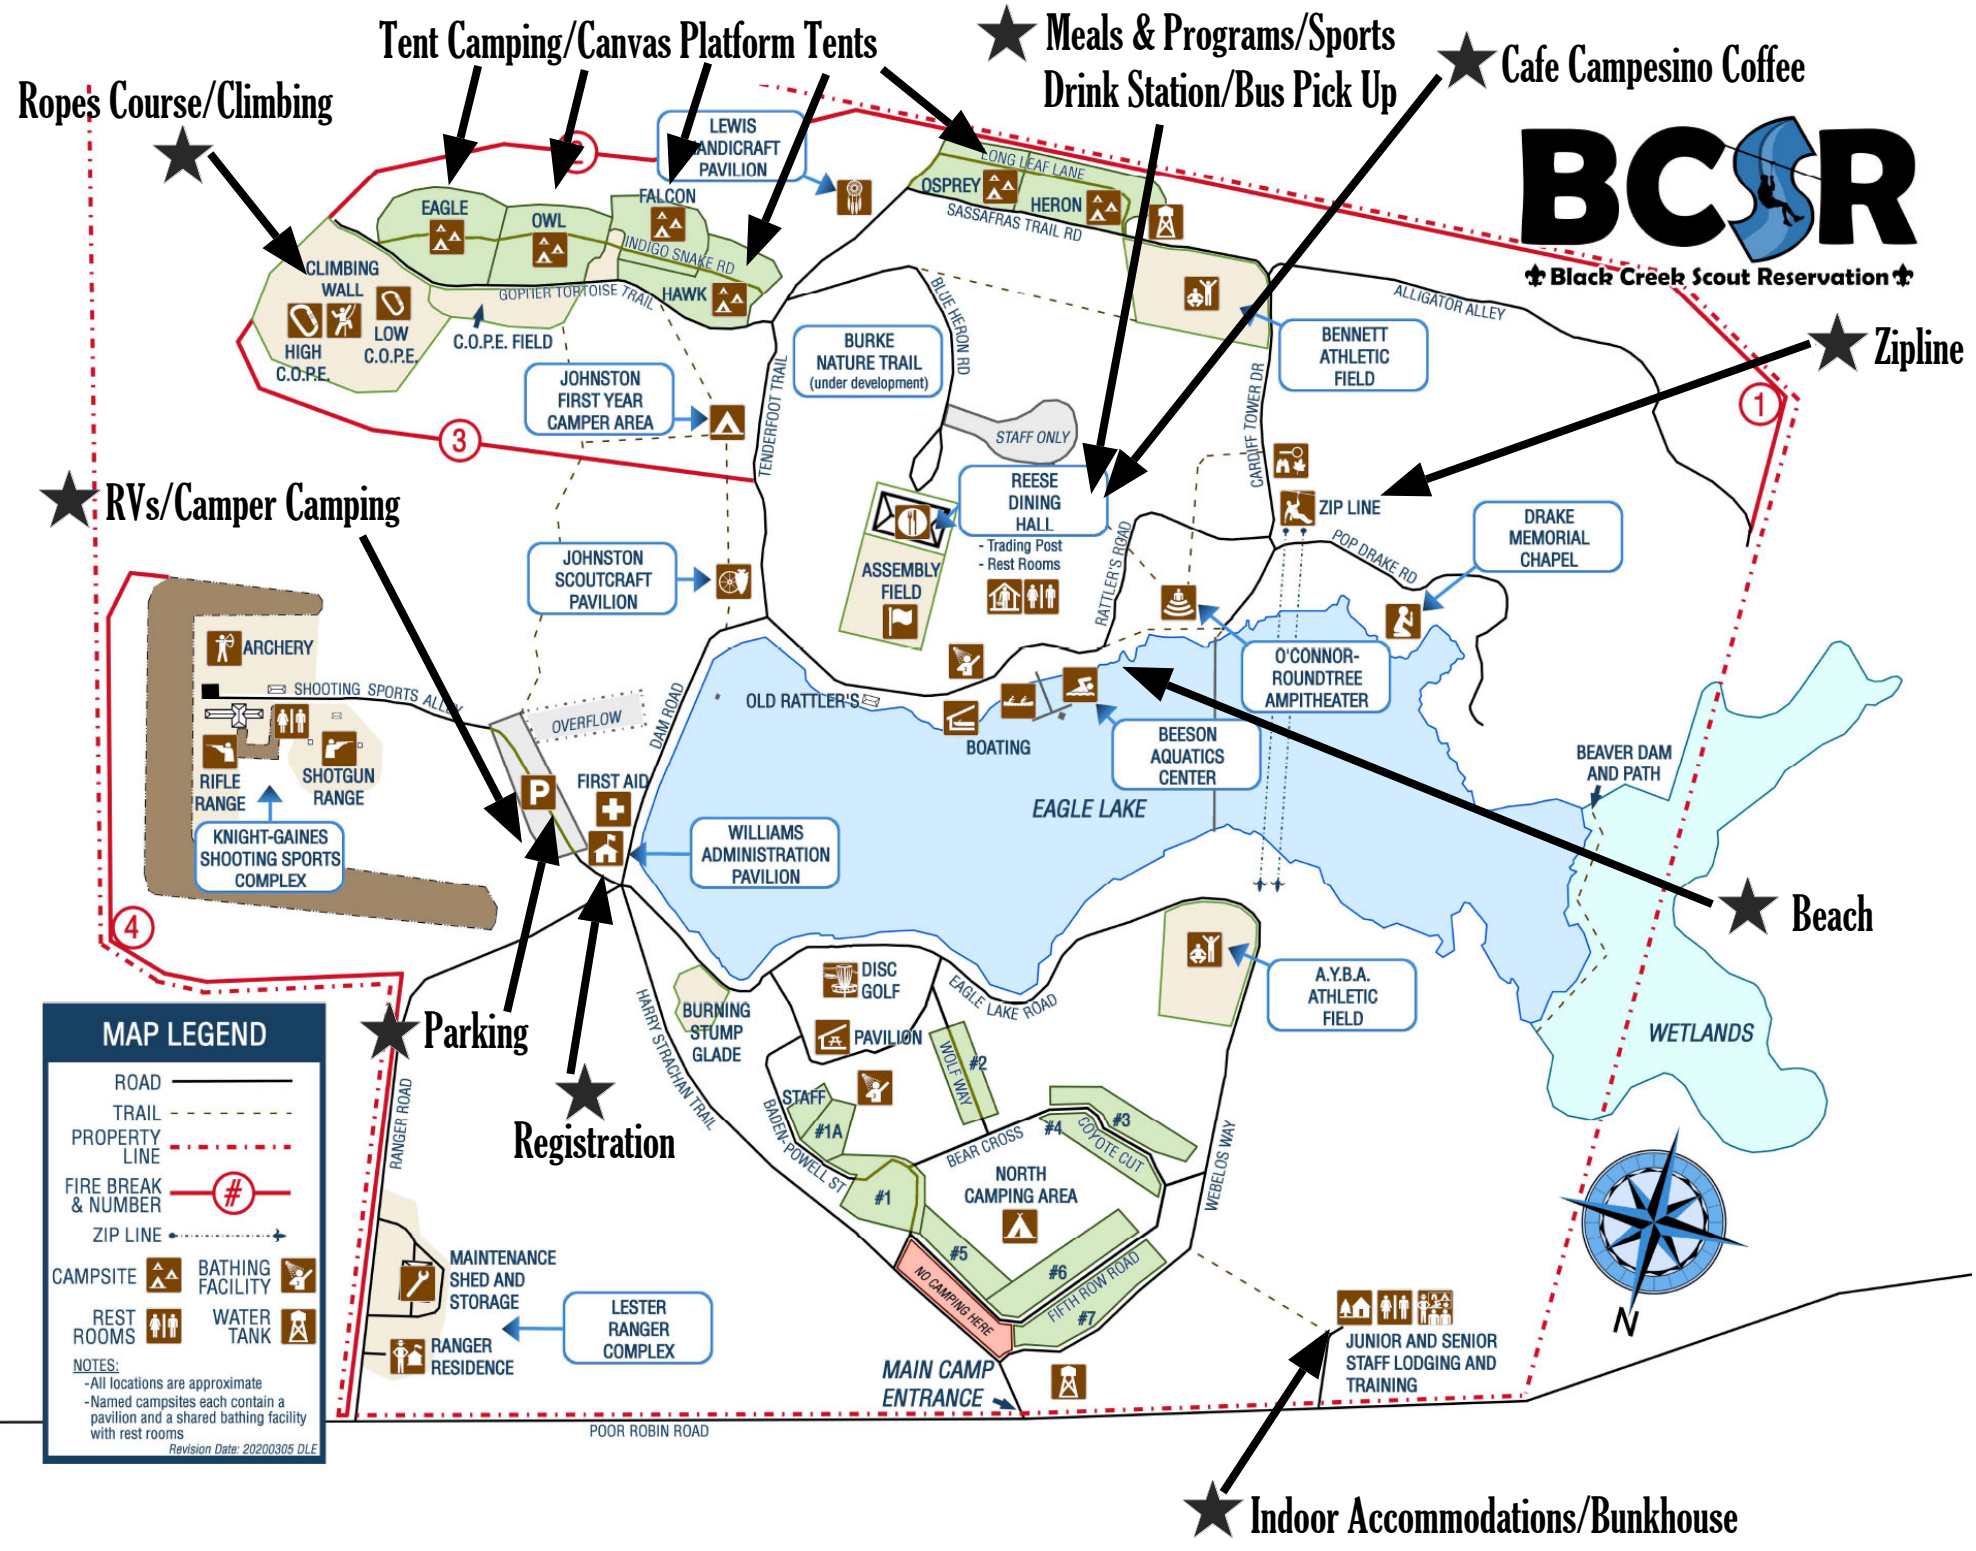 Tent Camping/Canvas Platform Tents
Meals & Programs/Sports
Drink Station/Bus Pick Up
Cafe Campesino Coffee
Ropes Course/Climbing
BCSR
Black Creek Scout Reservation
Zipline
RVs/Camper Camping
Beach
Parking
Registration
Indoor Accommodations/Bunkhouse
2
LEWIS
HANDICRAFT
PAVILION
EAGLE
OWL
FALCON
INDIGO SNAKE RD
HAWK
GOPHER TORTOISE TRAIL
CLIMBING
WALL
HIGH
C.O.P.E.
LOW
C.O.P.E.
C.O.P.E. FIELD
LONG LEAF LANE
OSPREY
HERON
SASSAFRAS TRAIL RD
BLUE HERON RD
BURKE
NATURE TRAIL
(under development)
BENNETT
ATHLETIC
FIELD
ALLIGATOR ALLEY
1
3
JOHNSTON
FIRST YEAR
CAMPER AREA
TENDERFOOT TRAIL
STAFF ONLY
CARDIFF TOWER DR
REESE
DINING
HALL
- Trading Post
- Rest Rooms
ASSEMBLY
FIELD
RATTLER'S ROAD
ZIP LINE
POP DRAKE RD
DRAKE
MEMORIAL
CHAPEL
JOHNSTON
SCOUTCRAFT
PAVILION
O'CONNOR-
ROUNDTREE
AMPITHEATER
ARCHERY
SHOOTING SPORTS ALLEY
OVERFLOW
DAM ROAD
OLD RATTLER'S
BOATING
BEESON
AQUATICS
CENTER
EAGLE LAKE
BEAVER DAM
AND PATH
RIFLE
RANGE
SHOTGUN
RANGE
KNIGHT-GAINES
SHOOTING SPORTS
COMPLEX
P
FIRST AID
WILLIAMS
ADMINISTRATION
PAVILION
4
DISC
GOLF
PAVILION
EAGLE LAKE ROAD
A.Y.B.A.
ATHLETIC
FIELD
WETLANDS
BURNING
STUMP
GLADE
HARRY STRACHAN TRAIL
RANGER ROAD
WOLF WAY
#2
STAFF
#1A
BADEN-POWELL ST
#1
BEAR CROSS
#4
#3
COYOTE CUT
NORTH
CAMPING AREA
WEBELOS WAY
#5
#6
FIFTH ROW ROAD
#7
NO CAMPING HERE
MAINTENANCE
SHED AND
STORAGE
LESTER
RANGER
COMPLEX
RANGER
RESIDENCE
MAIN CAMP
ENTRANCE
POOR ROBIN ROAD
JUNIOR AND SENIOR
STAFF LODGING AND
TRAINING
N
MAP LEGEND
ROAD
TRAIL
PROPERTY
LINE
FIRE BREAK
& NUMBER
#
ZIP LINE
CAMPSITE
BATHING
FACILITY
REST
ROOMS
WATER
TANK
NOTES:
-All locations are approximate
-Named campsites each contain a
pavilion and a shared bathing facility
with rest rooms
Revision Date: 20200305 DLE